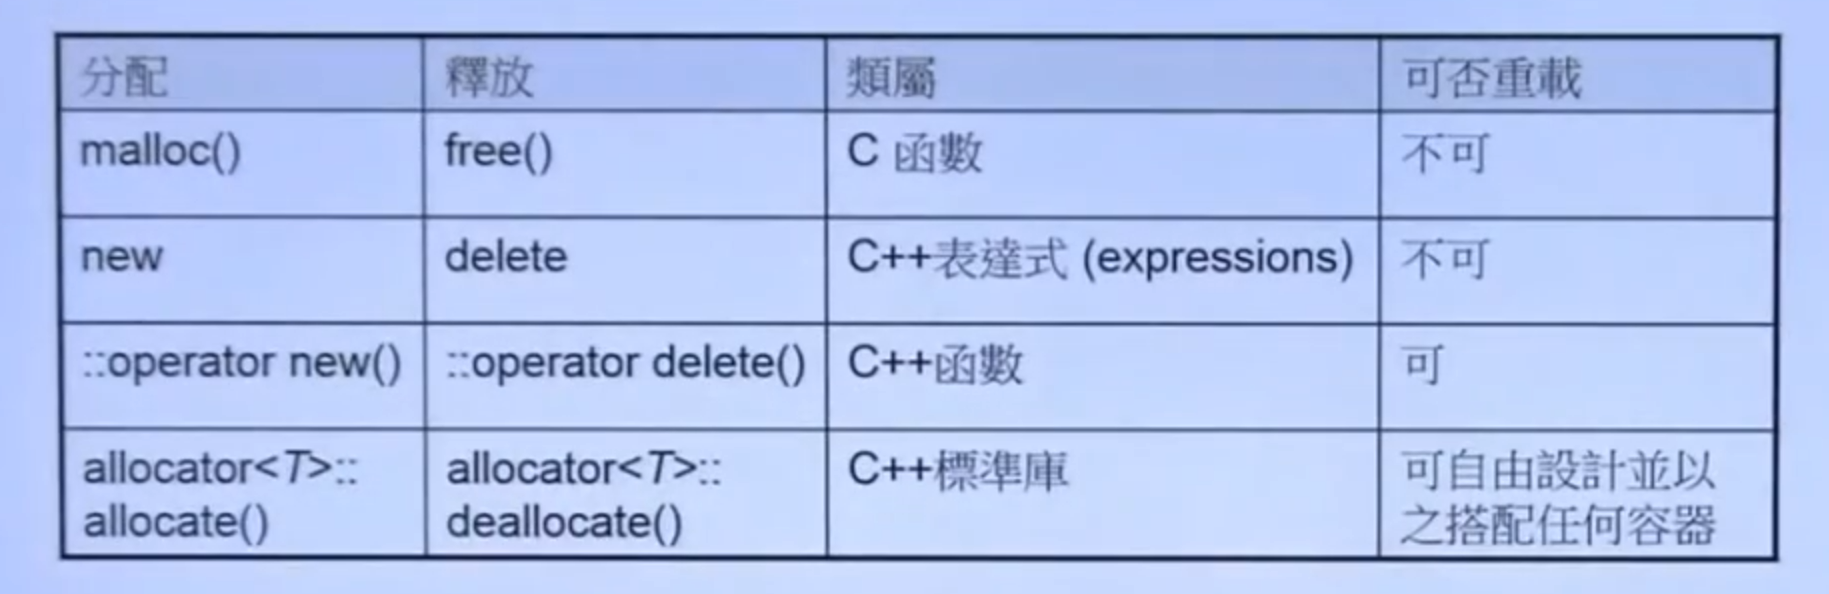 分配 釋放 類屬 可否重載
malloc() free() C 函數 不可
new delete C++表達式 (expressions) 不可
::operator new() ::operator delete() C++函數 可
allocator<T>:: allocator<T>:: C++標準庫 可自由設計並以
allocate() deallocate() 之搭配任何容器